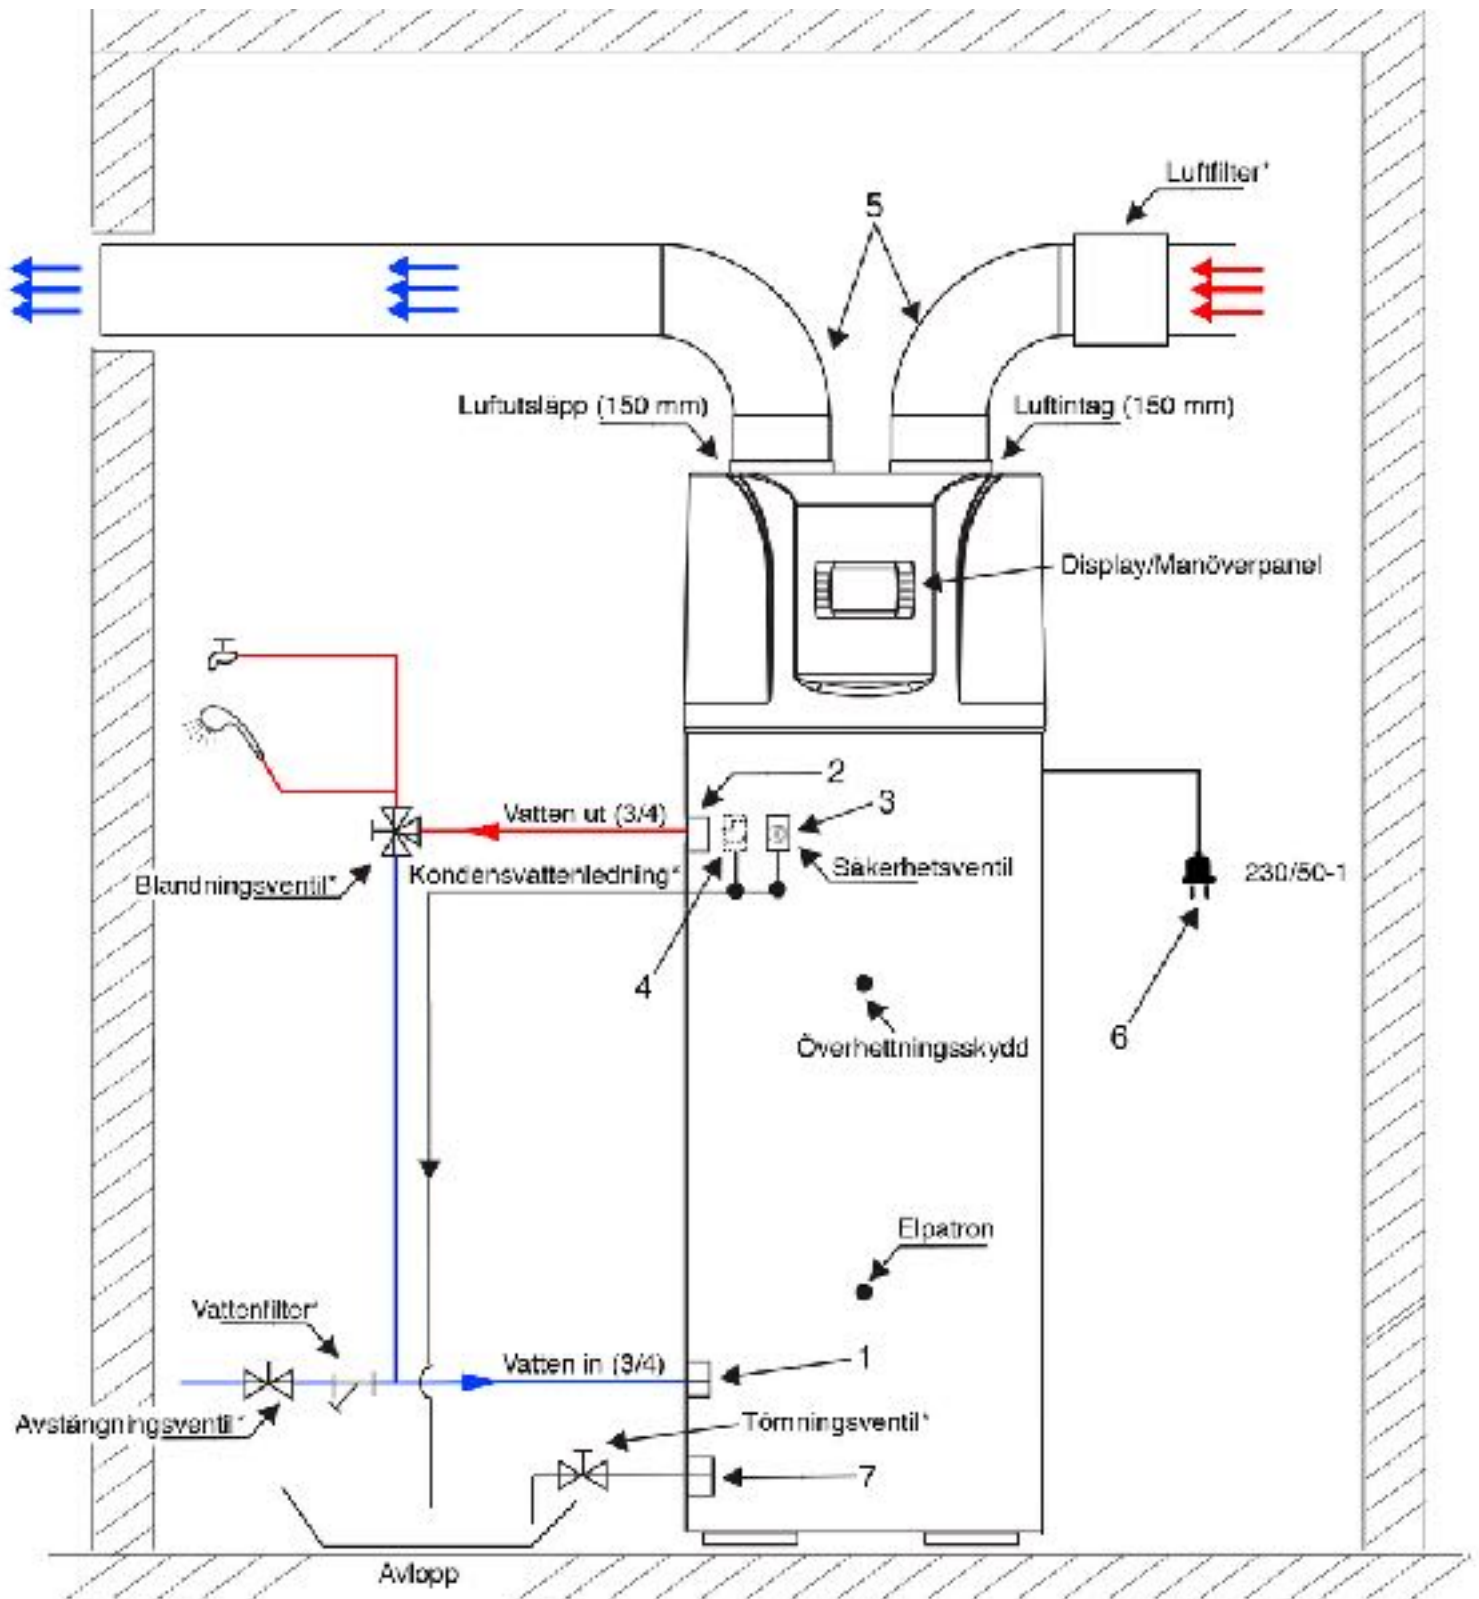 Luftfilter*
5
Luftutsläpp (150 mm)
Luftintag (150 mm)
Display/Manöverpanel
2
3
Vatten ut (3/4)
Säkerhetsventil
Kondensvattenledning*
Blandningsventil*
230/50-1
4
6
Överhettningsskydd
Elpatron
Vattenfilter*
Vatten in (3/4)
1
Avstängningsventil*
Tömningsventil*
7
Avlopp